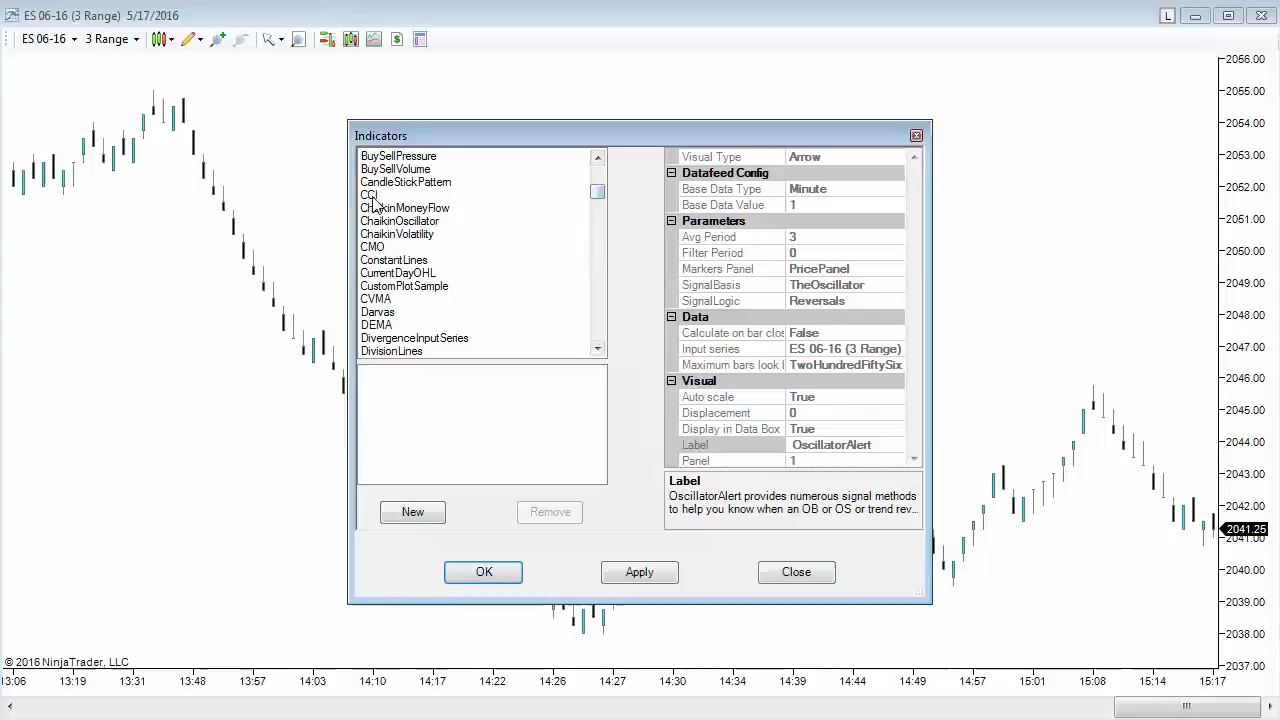 ES 06-16 (3 Range) 5/17/2016
L
ES 06-16 3 Range
Indicators
BuySellPressure
BuySellVolume
CandleStickPattern
CCI
ChaikinMoneyFlow
ChaikinOscillator
ChaikinVolatility
CMO
ConstantLines
CurrentDayOHL
CustomPlotSample
CVMA
Darvas
DEMA
DivergenceInputSeries
DivisionLines
New
Remove
OK
Apply
Close
Visual Type Arrow
Datafeed Config
Base Data Type Minute
Base Data Value 1
Parameters
Avg Period 3
Filter Period 0
Markers Panel PricePanel
SignalBasis TheOscillator
SignalLogic Reversals
Data
Calculate on bar clos False
Input series ES 06-16 (3 Range)
Maximum bars look l TwoHundredFiftySix
Visual
Auto scale True
Displacement 0
Display in Data Box True
Label OscillatorAlert
Panel 1
Label
OscillatorAlert provides numerous signal methods
to help you know when an OB or OS or trend rev...
2056.00
2055.00
2054.00
2053.00
2052.00
2051.00
2050.00
2049.00
2048.00
2047.00
2046.00
2045.00
2044.00
2043.00
2042.00
2041.25
2040.00
2039.00
2038.00
2037.00
© 2016 NinjaTrader, LLC
13:06 13:19 13:31 13:48 13:57 14:03 14:10 14:17 14:22 14:27 14:30 14:34 14:39 14:44 14:49 14:57 15:01 15:08 15:14 15:17